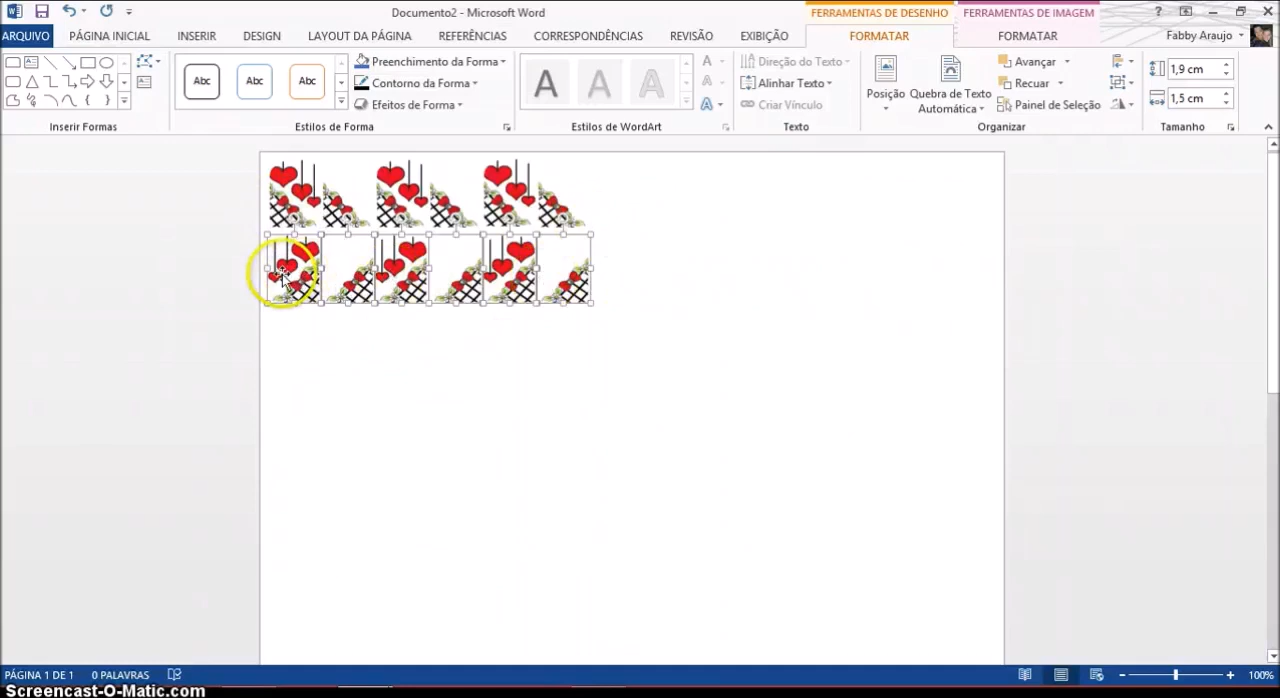 Documento2 - Microsoft Word
FERRAMENTAS DE DESENHO
FERRAMENTAS DE IMAGEM
?
ARQUIVO
PÁGINA INICIAL
INSERIR
DESIGN
LAYOUT DA PÁGINA
REFERÊNCIAS
CORRESPONDÊNCIAS
REVISÃO
EXIBIÇÃO
FORMATAR
FORMATAR
Fabby Araujo
Abc
Abc
Abc
Preenchimento da Forma
Contorno da Forma
Efeitos de Forma
A
A
A
A
A
A
Direção do Texto
Alinhar Texto
Criar Vínculo
Posição
Quebra de Texto
Automática
Avançar
Recuar
Painel de Seleção
1,9 cm
1,5 cm
Inserir Formas
Estilos de Forma
Estilos de WordArt
Texto
Organizar
Tamanho
PÁGINA 1 DE 1
0 PALAVRAS
100%
Screencast-O-Matic.com